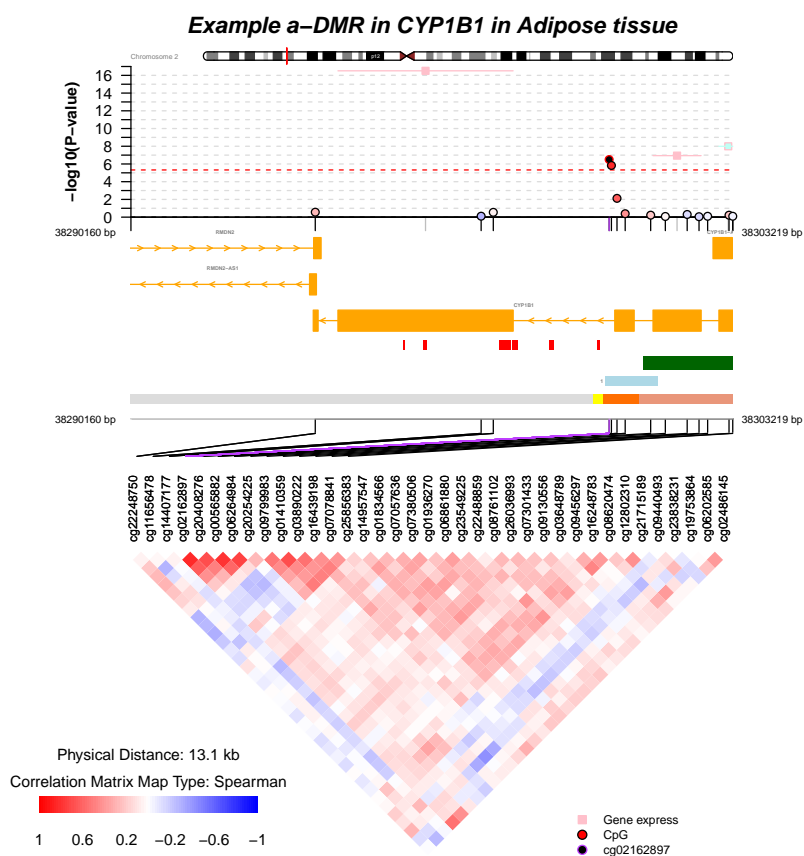 Example a−DMR in CYP1B1 in Adipose tissue
Chromosome 2
p12
−log10(P−value)
16
14
12
10
8
6
4
2
0
38290160 bp
38303219 bp
RMDN2
CYP1B1−A
RMDN2−AS1
CYP1B1
1
38290160 bp
38303219 bp
cg22248750
cg11656478
cg14407177
cg02162897
cg20408276
cg00565882
cg06264984
cg20254225
cg09799983
cg01410359
cg03890222
cg16439198
cg07078841
cg25856383
cg14957547
cg01834566
cg07057636
cg07380506
cg01936270
cg06861880
cg23549225
cg22488859
cg08761102
cg26036993
cg07301433
cg09130556
cg03648789
cg09456297
cg16248783
cg08620474
cg12802310
cg21715189
cg09440493
cg23838231
cg19753864
cg06202585
cg02486145
Physical Distance: 13.1 kb
Correlation Matrix Map Type: Spearman
1 0.6 0.2 −0.2 −0.6 −1
Gene express
CpG
cg02162897